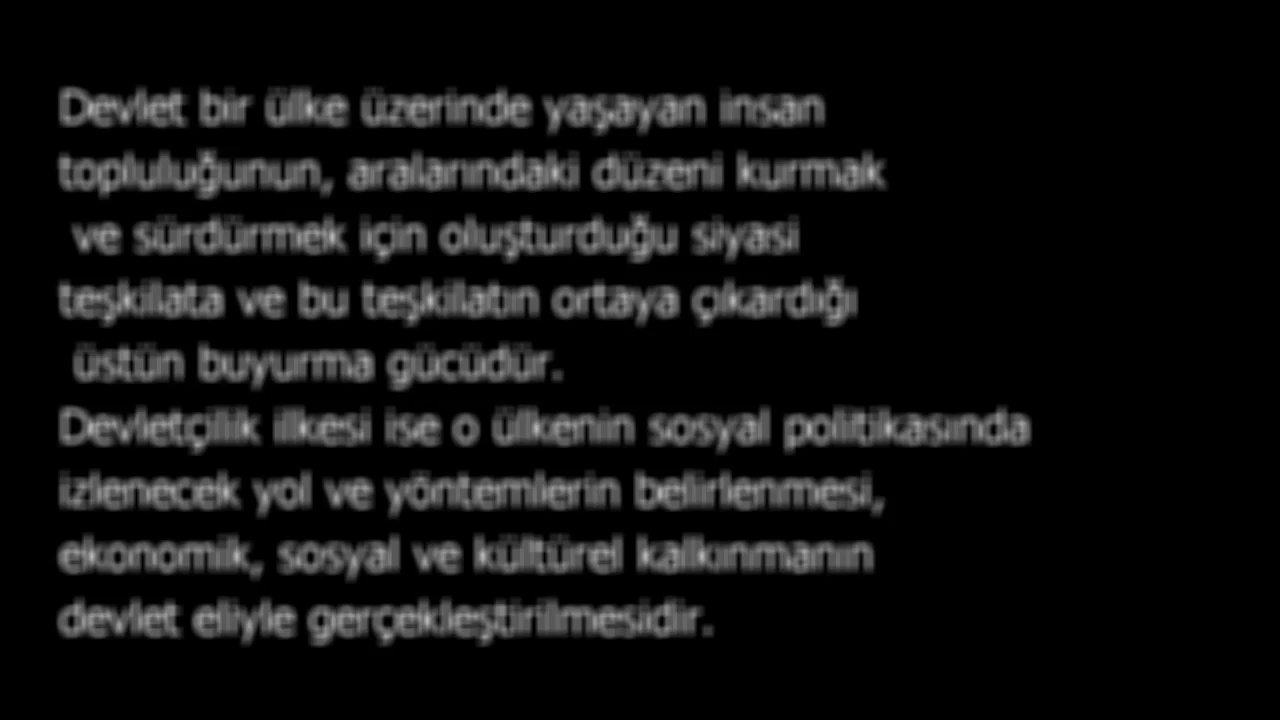 Devlet bir ülke üzerinde yaşayan insan
topluluğunun, aralarındaki düzeni kurmak
ve sürdürmek için oluşturduğu siyasi
teşkilata ve bu teşkilatın ortaya çıkardığı
üstün buyurma gücüdür.
Devletçilik ilkesi ise o ülkenin sosyal politikasında
izlenecek yol ve yöntemlerin belirlenmesi,
ekonomik, sosyal ve kültürel kalkınmanın
devlet eliyle gerçekleştirilmesidir.